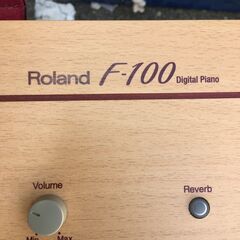 Roland F-100 Digital Piano
Volume Reverb
Min Max